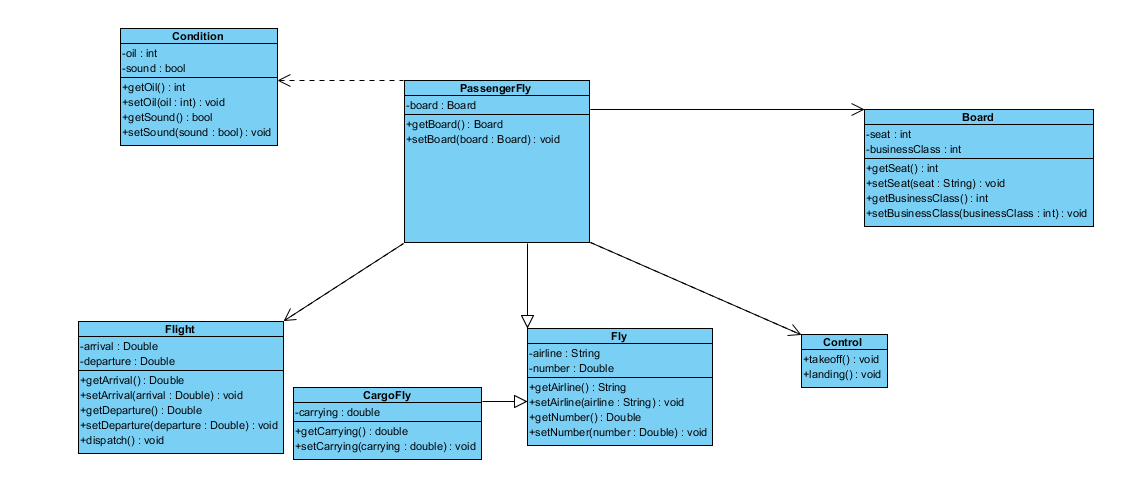 Condition
-oil : int
-sound : bool
+getOil() : int
+setOil(oil : int) : void
+getSound() : bool
+setSound(sound : bool) : void
PassengerFly
-board : Board
+getBoard() : Board
+setBoard(board : Board) : void
Board
-seat : int
-businessClass : int
+getSeat() : int
+setSeat(seat : String) : void
+getBusinessClass() : int
+setBusinessClass(businessClass : int) : void
Flight
-arrival : Double
-departure : Double
+getArrival() : Double
+setArrival(arrival : Double) : void
+getDeparture() : Double
+setDeparture(departure : Double) : void
+dispatch() : void
CargoFly
-carrying : double
+getCarrying() : double
+setCarrying(carrying : double) : void
Fly
-airline : String
-number : Double
+getAirline() : String
+setAirline(airline : String) : void
+getNumber() : Double
+setNumber(number : Double) : void
Control
+takeoff() : void
+landing() : void